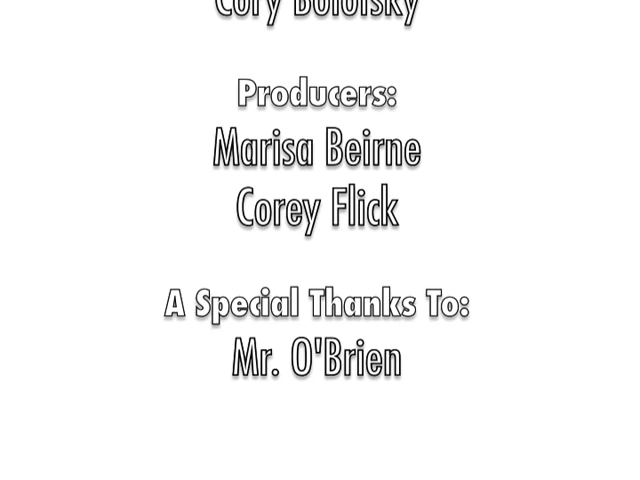 Producers:
Marisa Beirne
Corey Flick
A Special Thanks To:
Mr. O'Brien